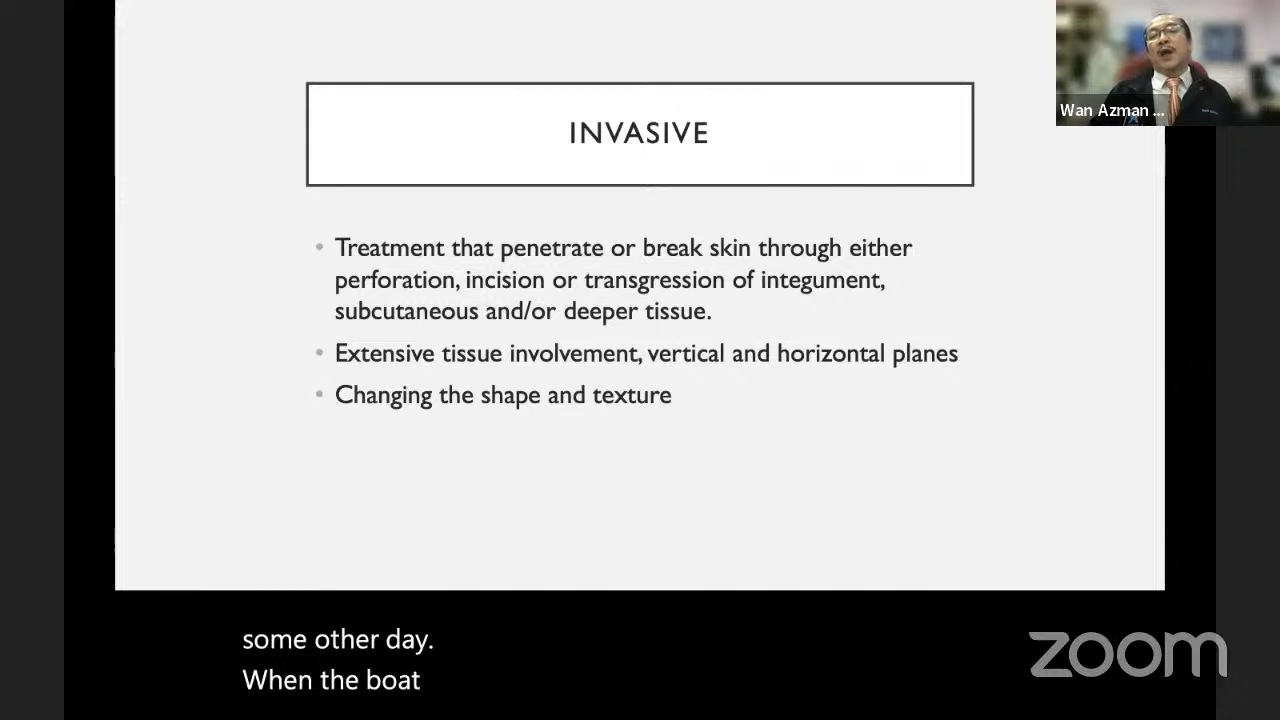 Wan Azman ...
INVASIVE
• Treatment that penetrate or break skin through either
perforation, incision or transgression of integument,
subcutaneous and/or deeper tissue.
• Extensive tissue involvement, vertical and horizontal planes
• Changing the shape and texture
some other day.
When the boat
zoom